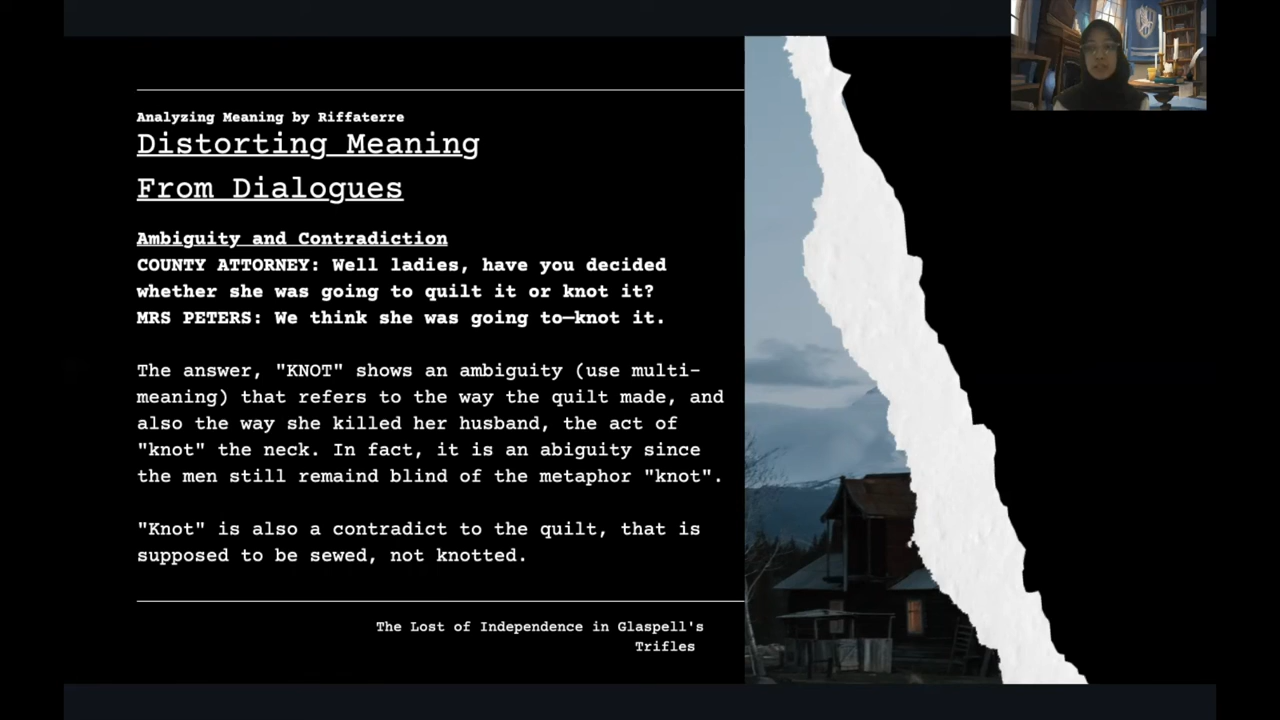 Analyzing Meaning by Riffaterre
Distorting Meaning
From Dialogues
Ambiguity and Contradiction
COUNTY ATTORNEY: Well ladies, have you decided
whether she was going to quilt it or knot it?
MRS PETERS: We think she was going to—knot it.
The answer, "KNOT" shows an ambiguity (use multi-
meaning) that refers to the way the quilt made, and
also the way she killed her husband, the act of
"knot" the neck. In fact, it is an abiguity since
the men still remaind blind of the metaphor "knot".
"Knot" is also a contradict to the quilt, that is
supposed to be sewed, not knotted.
The Lost of Independence in Glaspell's
Trifles